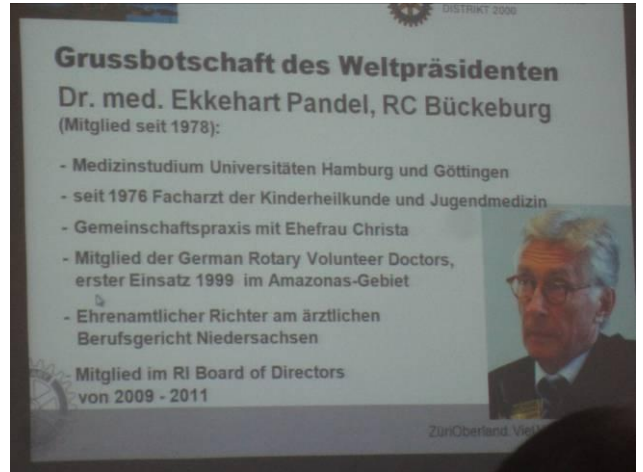 DISTRIKT 2000
Grussbotschaft des Weltpräsidenten
Dr. med. Ekkehart Pandel, RC Bückeburg
(Mitglied seit 1978):
- Medizinstudium Universitäten Hamburg und Göttingen
- seit 1976 Facharzt der Kinderheilkunde und Jugendmedizin
- Gemeinschaftspraxis mit Ehefrau Christa
- Mitglied der German Rotary Volunteer Doctors,
erster Einsatz 1999 im Amazonas-Gebiet
- Ehrenamtlicher Richter am ärztlichen
Berufsgericht Niedersachsen
Mitglied im RI Board of Directors
von 2009 - 2011
ZüriOberland.